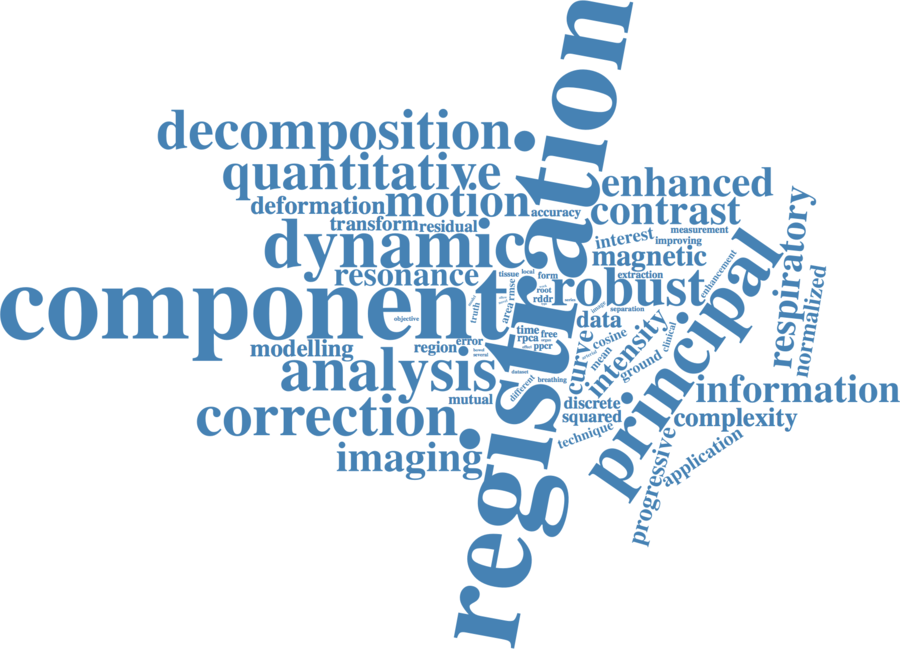 registration
component
principal
decomposition
quantitative
deformation
motion
transform
residual
dynamic
resonance
accuracy
enhanced
contrast
measurement
interest
improving
magnetic
extraction
enhancement
robust
respiratory
normalized
objective
truth
area
rmse
tissue
local
form
root
rddr
separation
image
time
free
rpca
ppcr
data
cosine
mean
curve
intensity
ground
clinical
modelling
region
error
several
analysis
mutual
correction
imaging
different
dataset
breathing
discrete
squared
technique
information
complexity
progressive
application